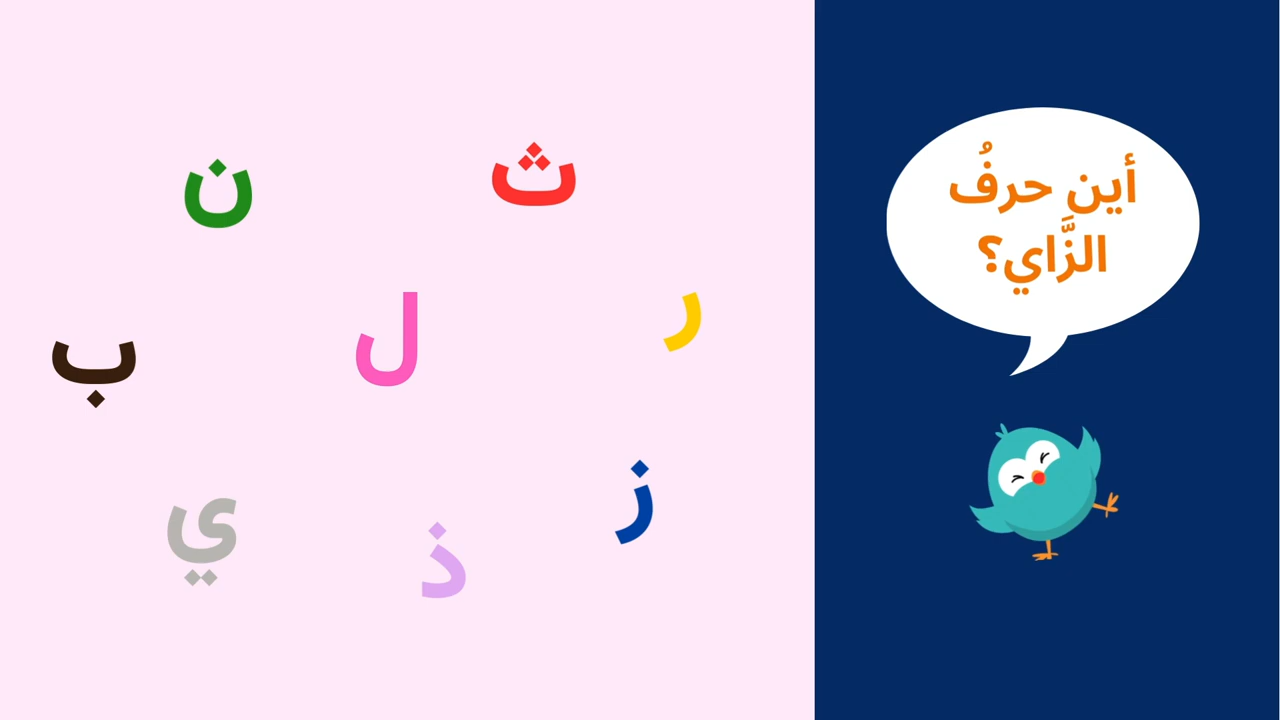 ن
ث
ب
ل
ر
ي
ذ
ز
أين حرفُ
الزَّاي؟